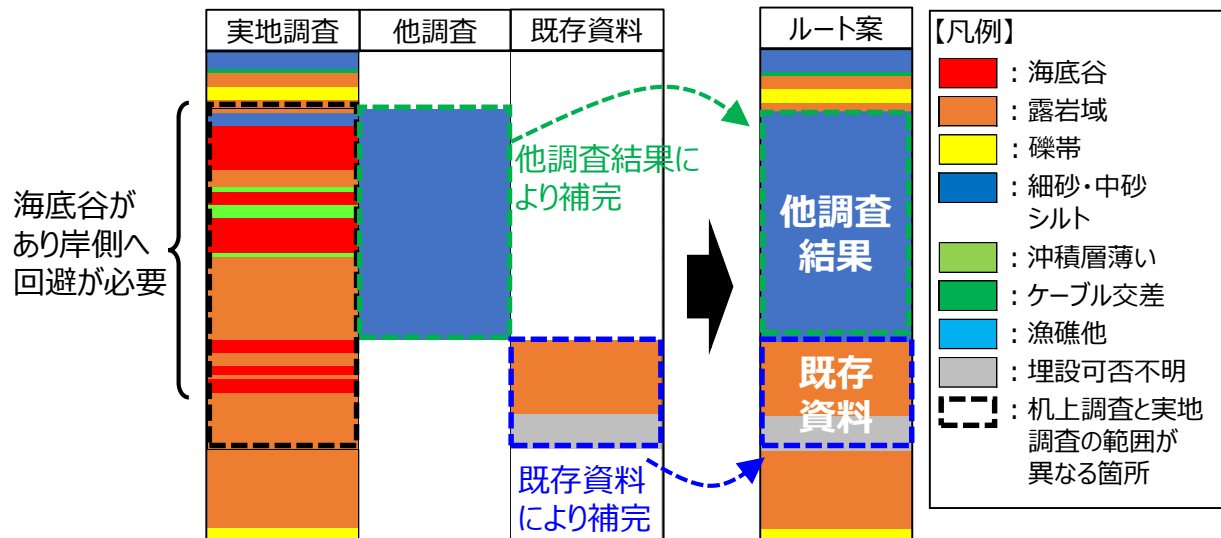 実地調査
他調査
既存資料
ルート案
海底谷が
あり岸側へ
回避が必要
他調査結果に
より補完
既存資料
により補完
他調査
結果
既存
資料
【凡例】
：海底谷
：露岩域
：礫帯
：細砂・中砂
シルト
：沖積層薄い
：ケーブル交差
：漁礁他
：埋設可否不明
：机上調査と実地
調査の範囲が
異なる箇所